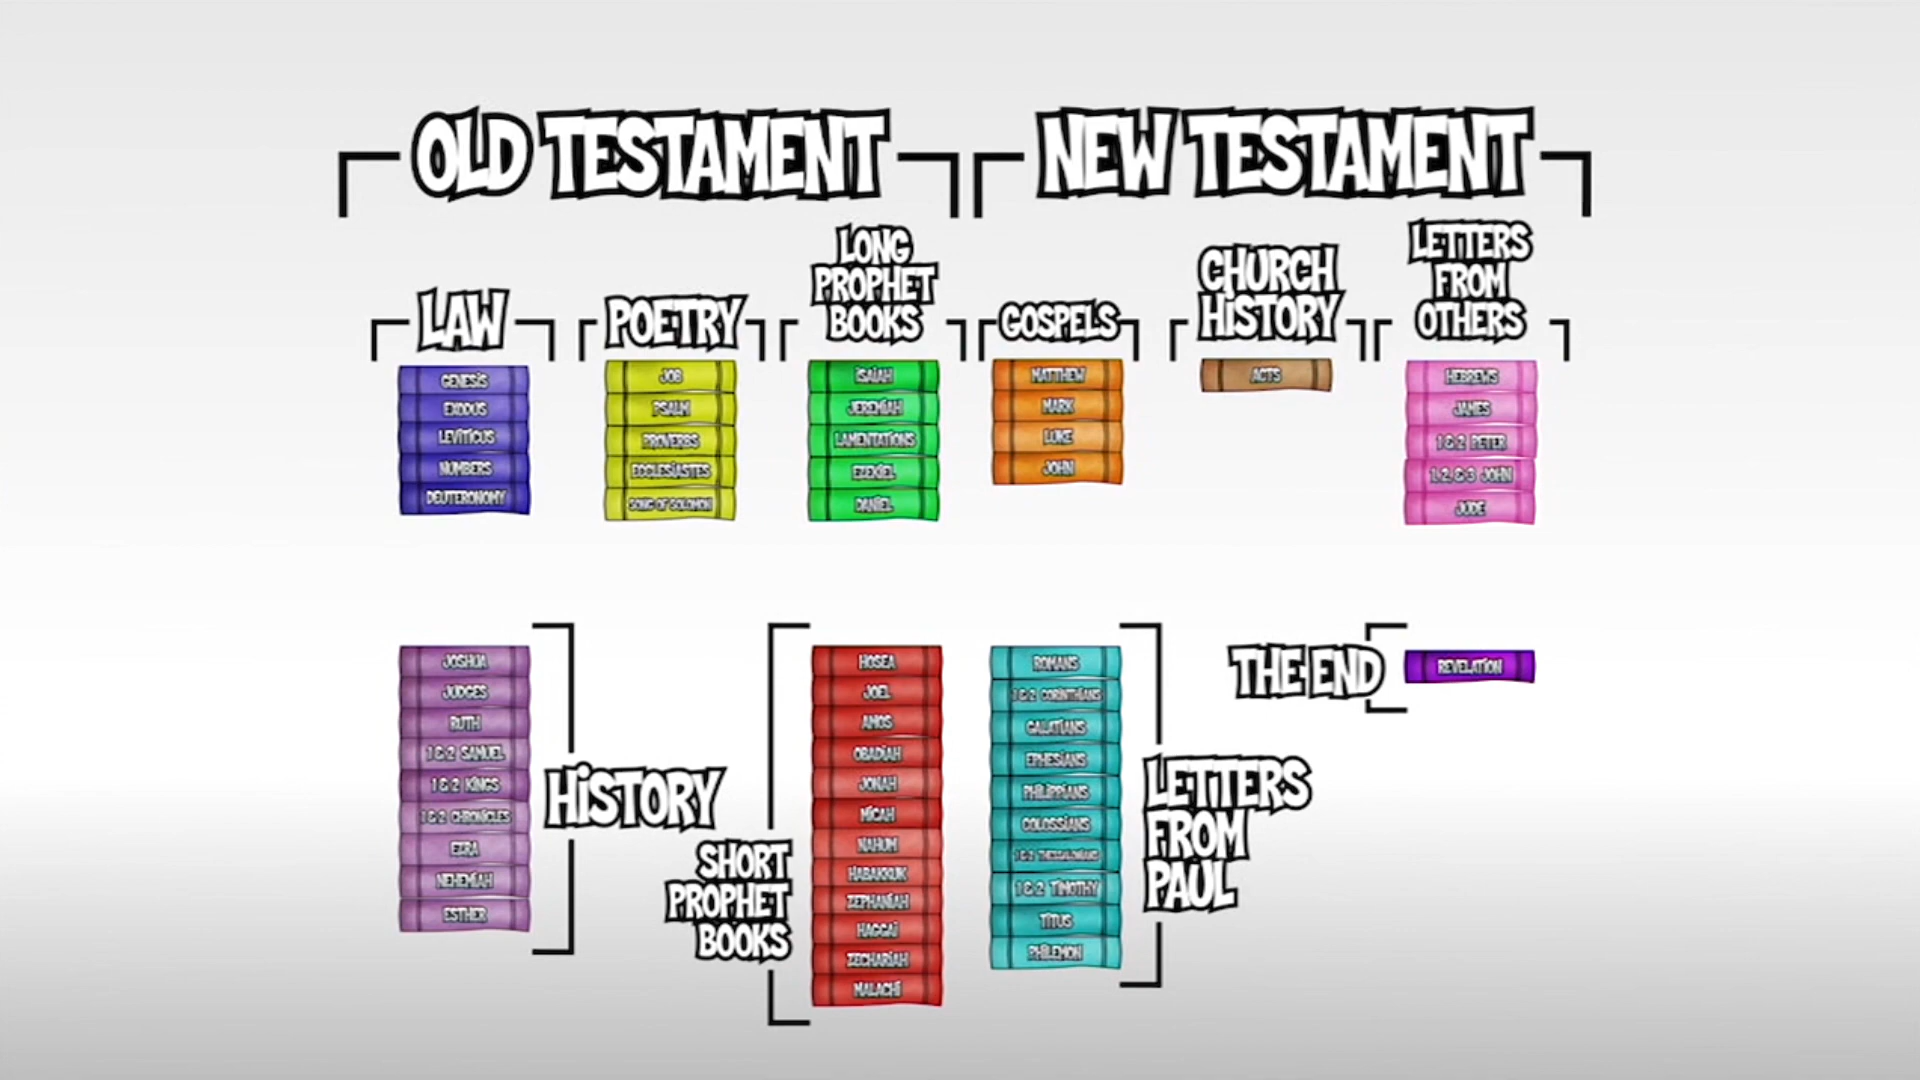 OLD TESTAMENT
NEW TESTAMENT
LAW
GENESIS
EXODUS
LEVITICUS
NUMBERS
DEUTERONOMY
POETRY
JOB
PSALM
PROVERBS
ECCLESIASTES
SONG OF SOLOMON
LONG
PROPHET
BOOKS
ISAIAH
JEREMIAH
LAMENTATIONS
EZEKIEL
DANIEL
GOSPELS
MATTHEW
MARK
LUKE
JOHN
CHURCH
HISTORY
ACTS
LETTERS
FROM
OTHERS
HEBREWS
JAMES
1 & 2 PETER
1, 2, & 3 JOHN
JUDE
HISTORY
JOSHUA
JUDGES
RUTH
1 & 2 SAMUEL
1 & 2 KINGS
1 & 2 CHRONICLES
EZRA
NEHEMIAH
ESTHER
SHORT
PROPHET
BOOKS
HOSEA
JOEL
AMOS
OBADIAH
JONAH
MICAH
NAHUM
HABAKKUK
ZEPHANIAH
HAGGAI
ZECHARIAH
MALACHI
ROMANS
1 & 2 CORINTHIANS
GALATIANS
EPHESIANS
PHILIPPIANS
COLOSSIANS
1 & 2 THESSALONIANS
1 & 2 TIMOTHY
TITUS
PHILEMON
LETTERS
FROM
PAUL
THE END
REVELATION